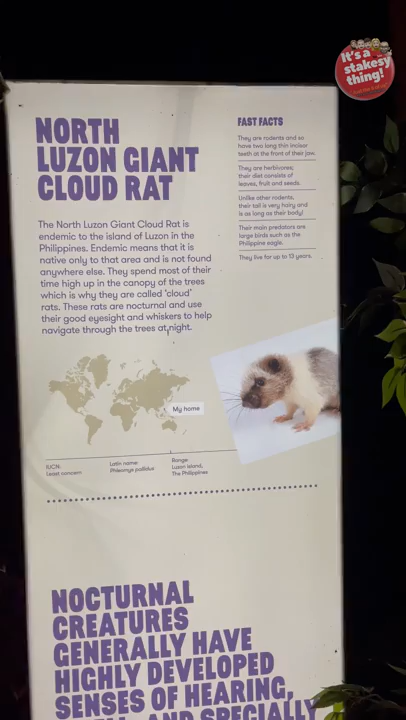 It's a
stakesy
thing!
NORTH
LUZON GIANT
CLOUD RAT
The North Luzon Giant Cloud Rat is
endemic to the island of Luzon in the
Philippines. Endemic means that it is
native only to that area and is not found
anywhere else. They spend most of their
time high up in the canopy of the trees
which is why they are called 'cloud'
rats. These rats are nocturnal and use
their good eyesight and whiskers to help
navigate through the trees at night.
FAST FACTS
They are rodents and so
have two long thin incisor
teeth at the front of their jaw.
They are herbivores;
their diet consists of
leaves, fruit and seeds.
Unlike other rodents,
their tail is very hairy and
is as long as their body!
Their main predators are
large birds such as the
Philippine eagle.
They live for up to 13 years.
My home
IUCN:
Least concern
Latin name
Phloeomys pallidus
Range:
Luzon Island,
The Philippines
NOCTURNAL
CREATURES
GENERALLY HAVE
HIGHLY DEVELOPED
SENSES OF HEARING,
AND SPECIALLY